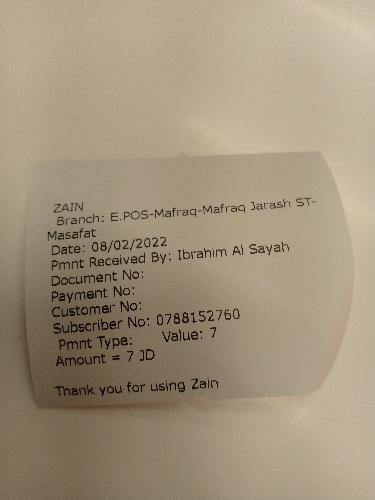 ZAIN
Branch: E.POS-Mafraq-Mafraq Jarash ST-
Masafat
Date: 08/02/2022
Pmnt Received By: Ibrahim Al Sayah
Document No:
Payment No:
Customer No:
Subscriber No: 0788152760
Pmnt Type: Value: 7
Amount = 7 JD
Thank you for using Zain